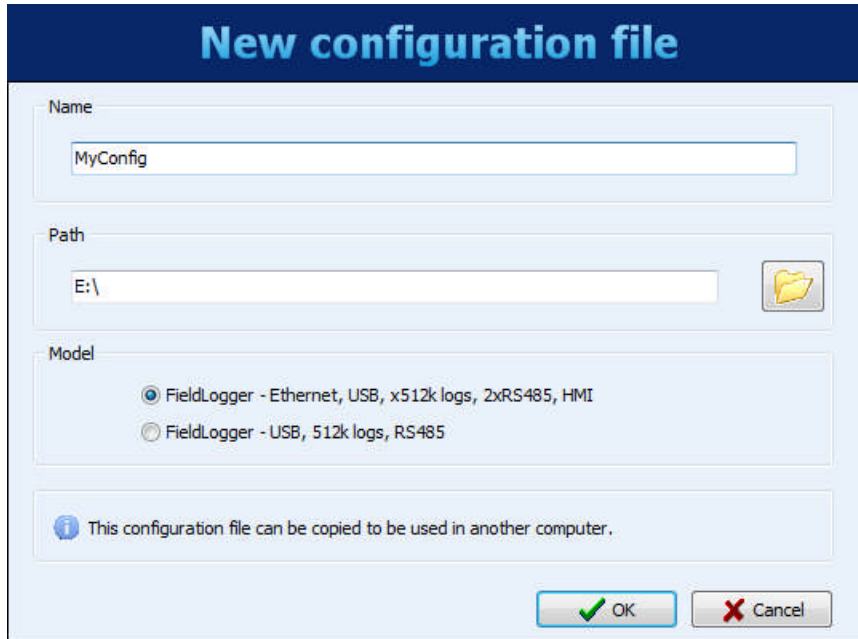 New configuration file
Name
MyConfig
Path
E:\
Model
FieldLogger - Ethernet, USB, x512k logs, 2xRS485, HMI
FieldLogger - USB, 512k logs, RS485
This configuration file can be copied to be used in another computer.
OK
Cancel